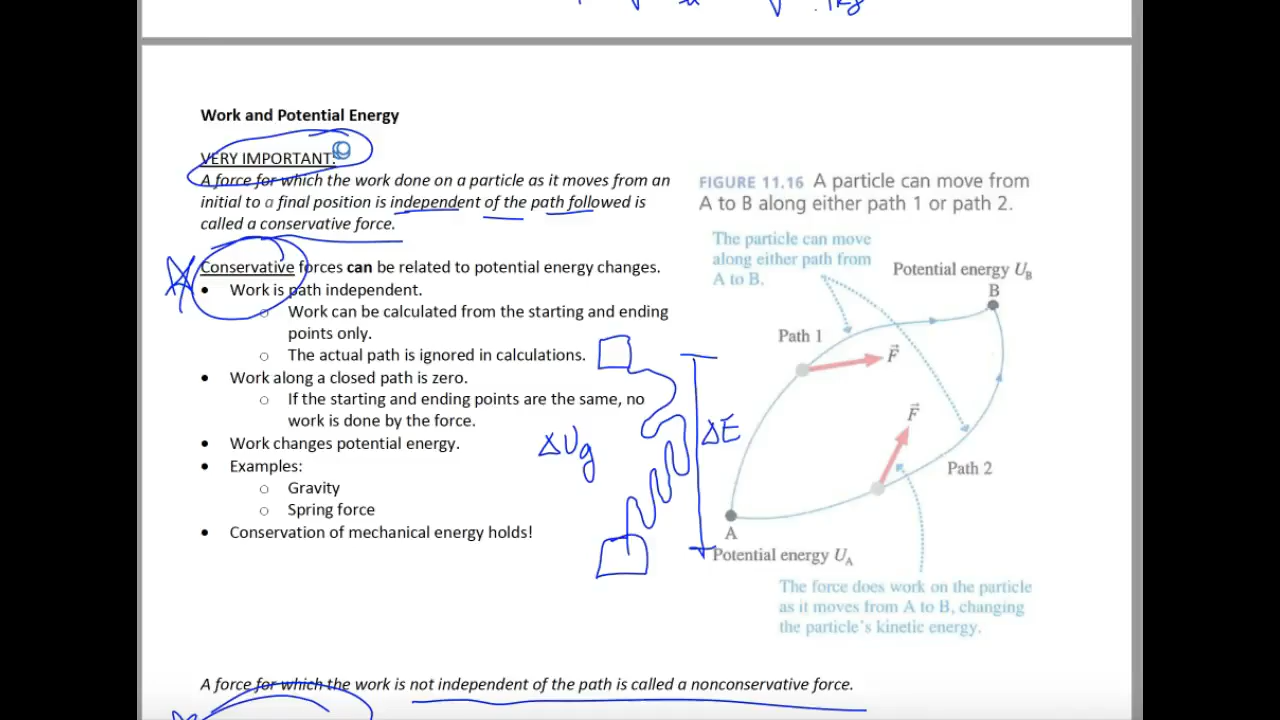 Work and Potential Energy
VERY IMPORTANT:
A force for which the work done on a particle as it moves from an
initial to a final position is independent of the path followed is
called a conservative force.
Conservative forces can be related to potential energy changes.
• Work is path independent.
○ Work can be calculated from the starting and ending
points only.
○ The actual path is ignored in calculations.
• Work along a closed path is zero.
○ If the starting and ending points are the same, no
work is done by the force.
• Work changes potential energy.
• Examples:
○ Gravity
○ Spring force
• Conservation of mechanical energy holds!
ΔUg
ΔE
FIGURE 11.16 A particle can move from
A to B along either path 1 or path 2.
The particle can move
along either path from
A to B.
Potential energy UB
B
Path 1
F⃗
F⃗
Path 2
A
Potential energy UA
The force does work on the particle
as it moves from A to B, changing
the particle's kinetic energy.
A force for which the work is not independent of the path is called a nonconservative force.